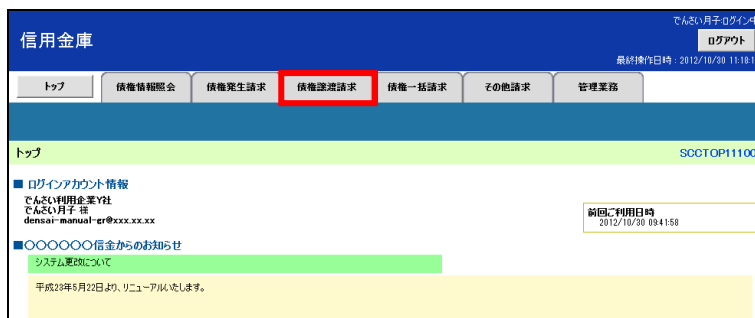 でんさい月子:ログイン中
信用金庫
ログアウト
最終操作日時:2012/10/30 11:18:1
トップ 債権情報照会 債権発生請求 債権譲渡請求 債権一括請求 その他請求 管理業務
トップ SCCTOP11100
■ ログインアカウント情報
でんさい利用企業Y社
でんさい月子 様
densai-manual-gr@xxx.xx.xx
前回ご利用日時
2012/10/30 09:41:58
■〇〇〇〇〇〇信金からのお知らせ
システム更改について
平成23年5月22日より、リニューアルいたします。